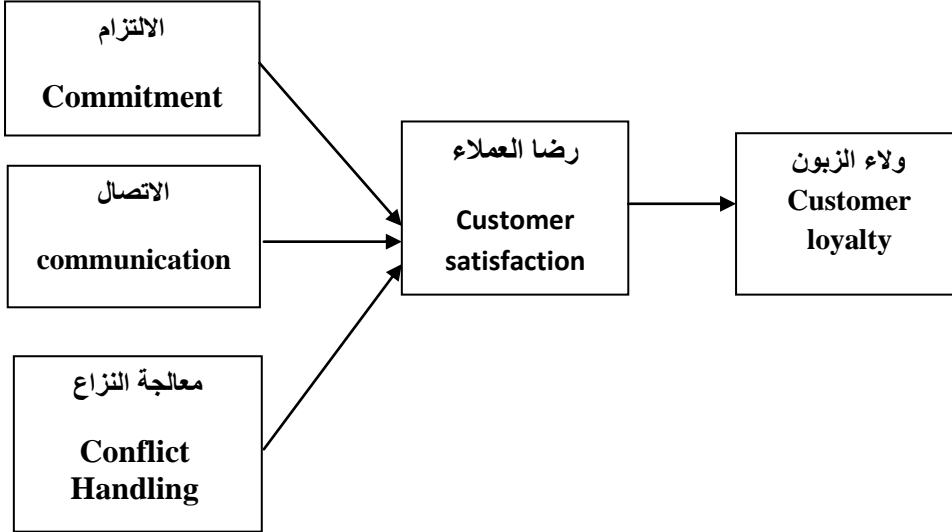 الالتزام
Commitment
الاتصال
communication
معالجة النزاع
Conflict
Handling
رضا العملاء
Customer
satisfaction
ولاء الزبون
Customer
loyalty